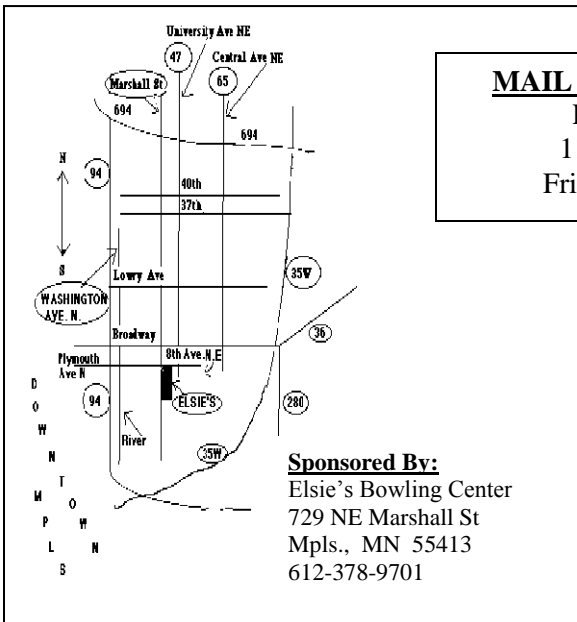 University Ave NE
47
Central Ave NE
65
Marshall St
694
694
N
94
40th
37th
S
Lowry Ave
35W
WASHINGTON
AVE. N.
Broadway
36
Plymouth
Ave N
8th Ave. N.E
94
ELSIE'S
280
River
35W
DOWNTOWN
MPLS
MAIL
1
Fri
Sponsored By:
Elsie's Bowling Center
729 NE Marshall St
Mpls., MN 55413
612-378-9701